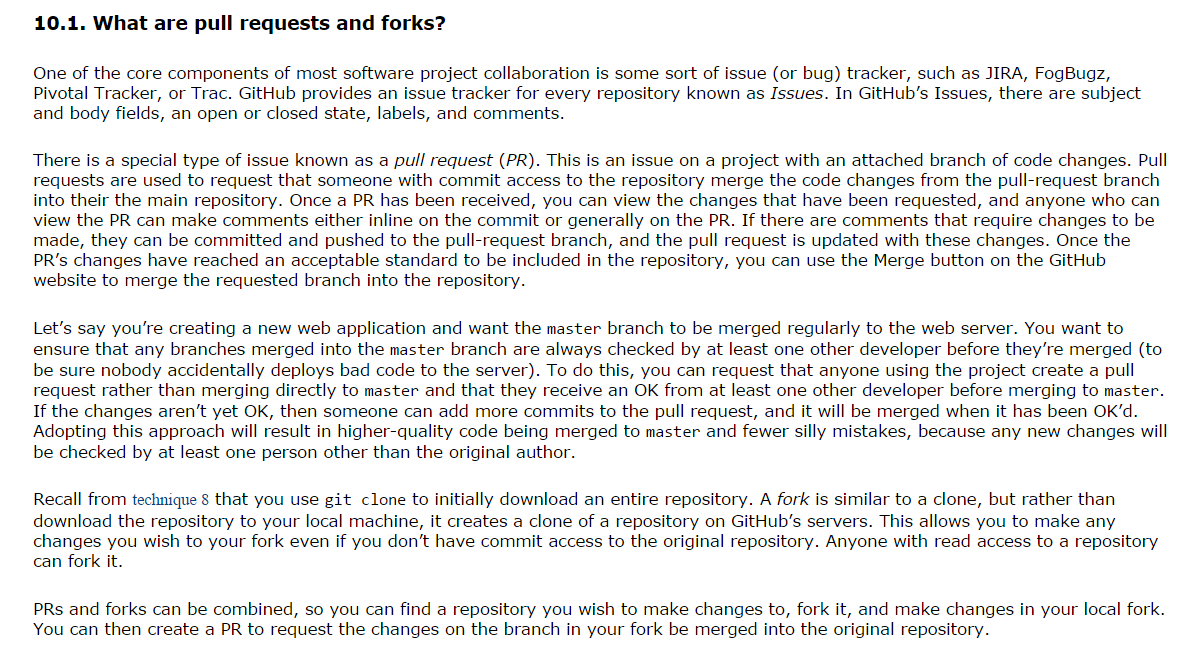 10.1. What are pull requests and forks?
One of the core components of most software project collaboration is some sort of issue (or bug) tracker, such as JIRA, FogBugz,
Pivotal Tracker, or Trac. GitHub provides an issue tracker for every repository known as Issues. In GitHub’s Issues, there are subject
and body fields, an open or closed state, labels, and comments.
There is a special type of issue known as a pull request (PR). This is an issue on a project with an attached branch of code changes. Pull
requests are used to request that someone with commit access to the repository merge the code changes from the pull-request branch
into their the main repository. Once a PR has been received, you can view the changes that have been requested, and anyone who can
view the PR can make comments either inline on the commit or generally on the PR. If there are comments that require changes to be
made, they can be committed and pushed to the pull-request branch, and the pull request is updated with these changes. Once the
PR’s changes have reached an acceptable standard to be included in the repository, you can use the Merge button on the GitHub
website to merge the requested branch into the repository.
Let’s say you’re creating a new web application and want the master branch to be merged regularly to the web server. You want to
ensure that any branches merged into the master branch are always checked by at least one other developer before they’re merged (to
be sure nobody accidentally deploys bad code to the server). To do this, you can request that anyone using the project create a pull
request rather than merging directly to master and that they receive an OK from at least one other developer before merging to master.
If the changes aren’t yet OK, then someone can add more commits to the pull request, and it will be merged when it has been OK’d.
Adopting this approach will result in higher-quality code being merged to master and fewer silly mistakes, because any new changes will
be checked by at least one person other than the original author.
Recall from technique 8 that you use git clone to initially download an entire repository. A fork is similar to a clone, but rather than
download the repository to your local machine, it creates a clone of a repository on GitHub’s servers. This allows you to make any
changes you wish to your fork even if you don’t have commit access to the original repository. Anyone with read access to a repository
can fork it.
PRs and forks can be combined, so you can find a repository you wish to make changes to, fork it, and make changes in your local fork.
You can then create a PR to request the changes on the branch in your fork be merged into the original repository.